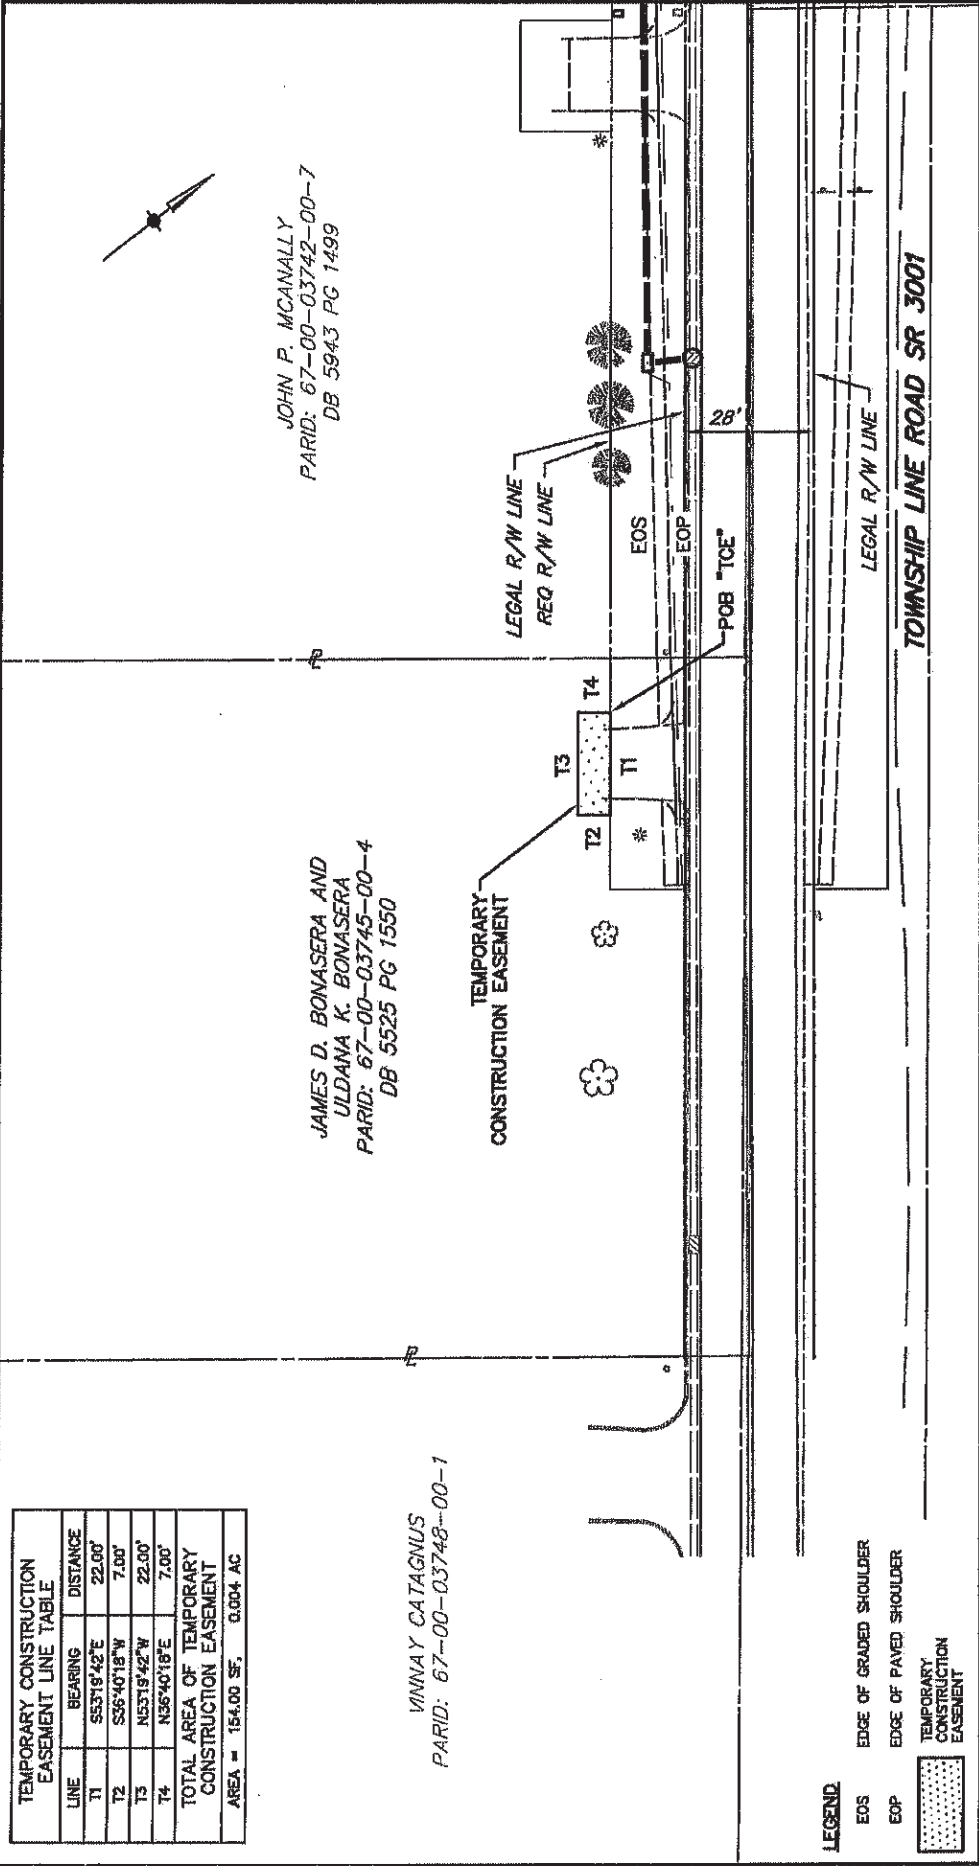 TEMPORARY CONSTRUCTION
EASEMENT LINE TABLE
LINE BEARING DISTANCE
T1 S53°19'42"E 22.00'
T2 S36°40'18"W 7.00'
T3 N53°19'42"W 22.00'
T4 N36°40'18"E 7.00'
TOTAL AREA OF TEMPORARY
CONSTRUCTION EASEMENT
AREA = 154.00 SF, 0.004 AC
VINNAY CATAGNUS
PARID: 67-00-03748-00-1
JAMES D. BONASERA AND
ULDANA K. BONASERA
PARID: 67-00-03745-00-4
DB 5525 PG 1550
JOHN P. MCANALLY
PARID: 67-00-03742-00-7
DB 5943 PG 1499
TEMPORARY
CONSTRUCTION EASEMENT
T2
T3
T4
T1
LEGAL R/W LINE
REQ R/W LINE
EOS
EOP
28'
POB "TCE"
LEGAL R/W LINE
TOWNSHIP LINE ROAD SR 3001
LEGEND
EOS EDGE OF GRADED SHOULDER
EOP EDGE OF PAVED SHOULDER
TEMPORARY
CONSTRUCTION
EASEMENT